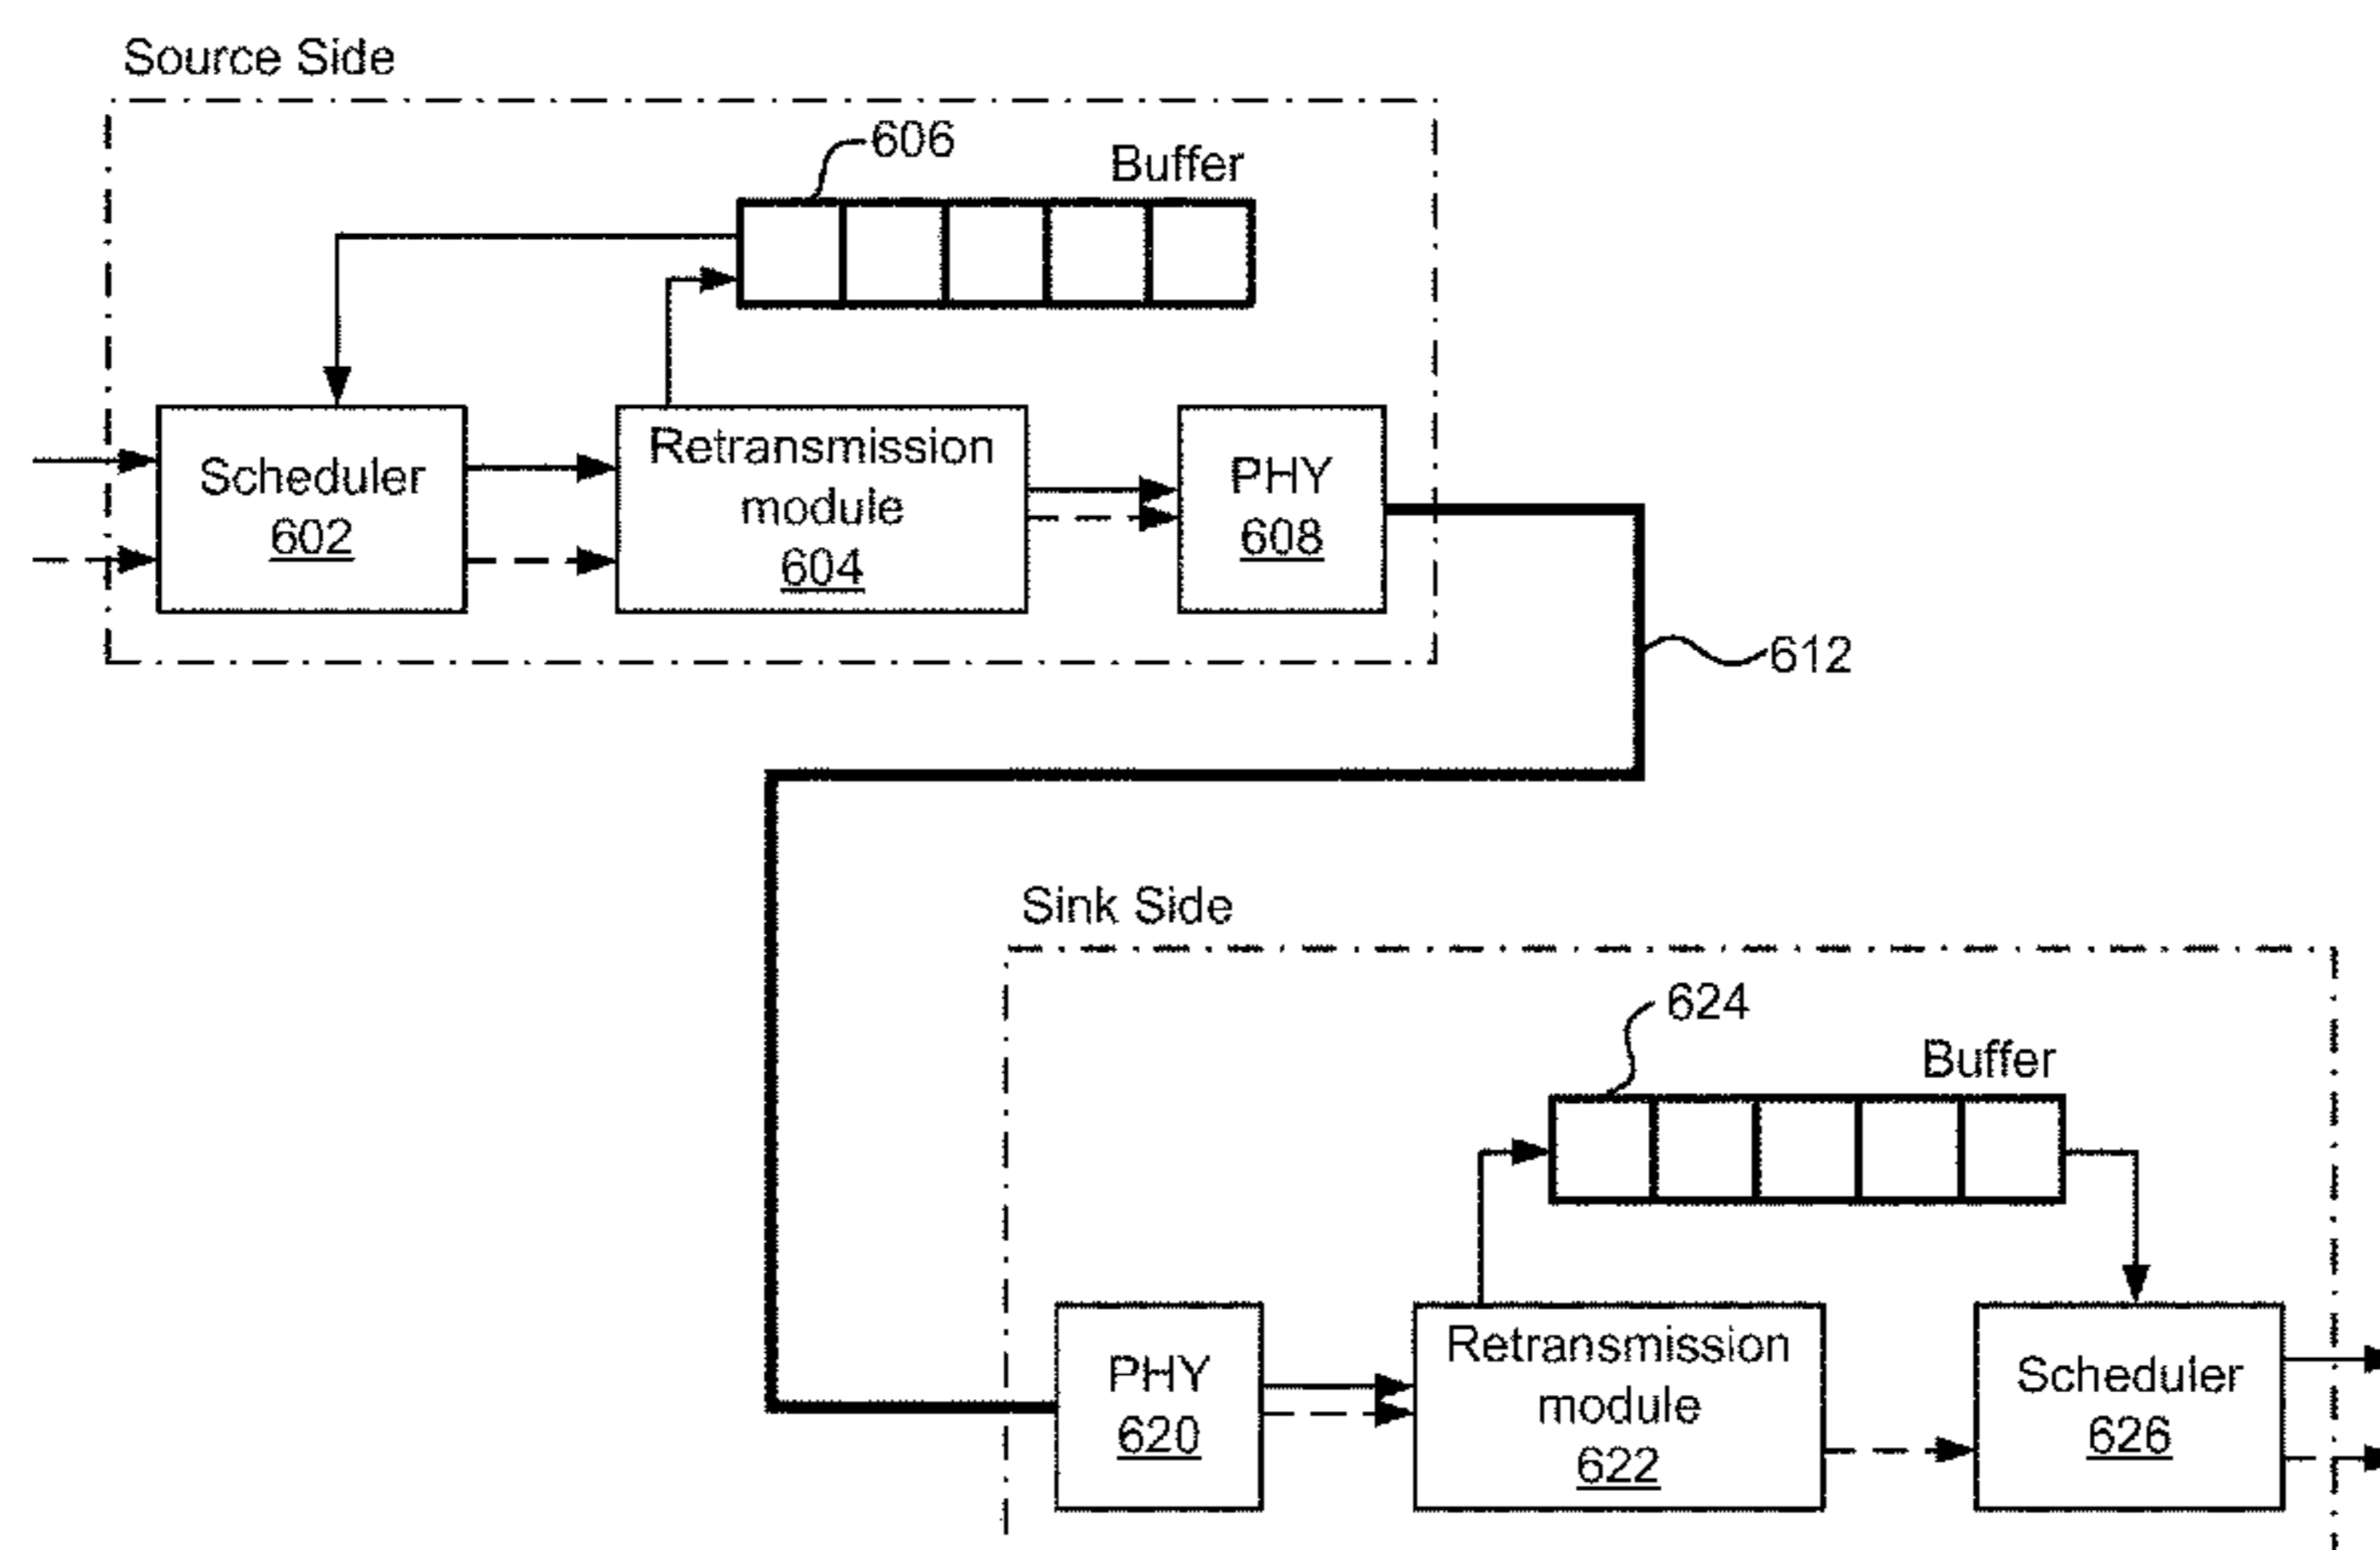 Source Side
606
Buffer
Scheduler
602
Retransmission
module
604
PHY
608
612
Sink Side
624
Buffer
PHY
620
Retransmission
module
622
Scheduler
626